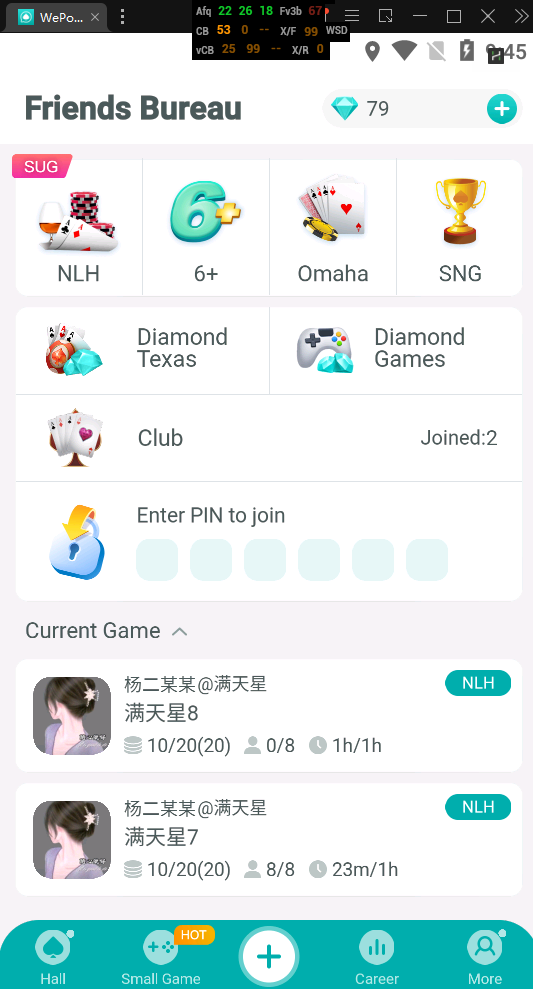 WePo...
Afq 22 26 18 Fv3b 67
CB 53 0 -- X/F 99 WSD
vCB 25 99 -- X/R 0
:45
Friends Bureau
79
SUG
NLH
6+
Omaha
SNG
Diamond
Texas
Diamond
Games
Club
Joined:2
Enter PIN to join
Current Game
杨二某某@满天星
NLH
满天星8
10/20(20) 0/8 1h/1h
杨二某某@满天星
NLH
满天星7
10/20(20) 8/8 23m/1h
HOT
Hall
Small Game
Career
More